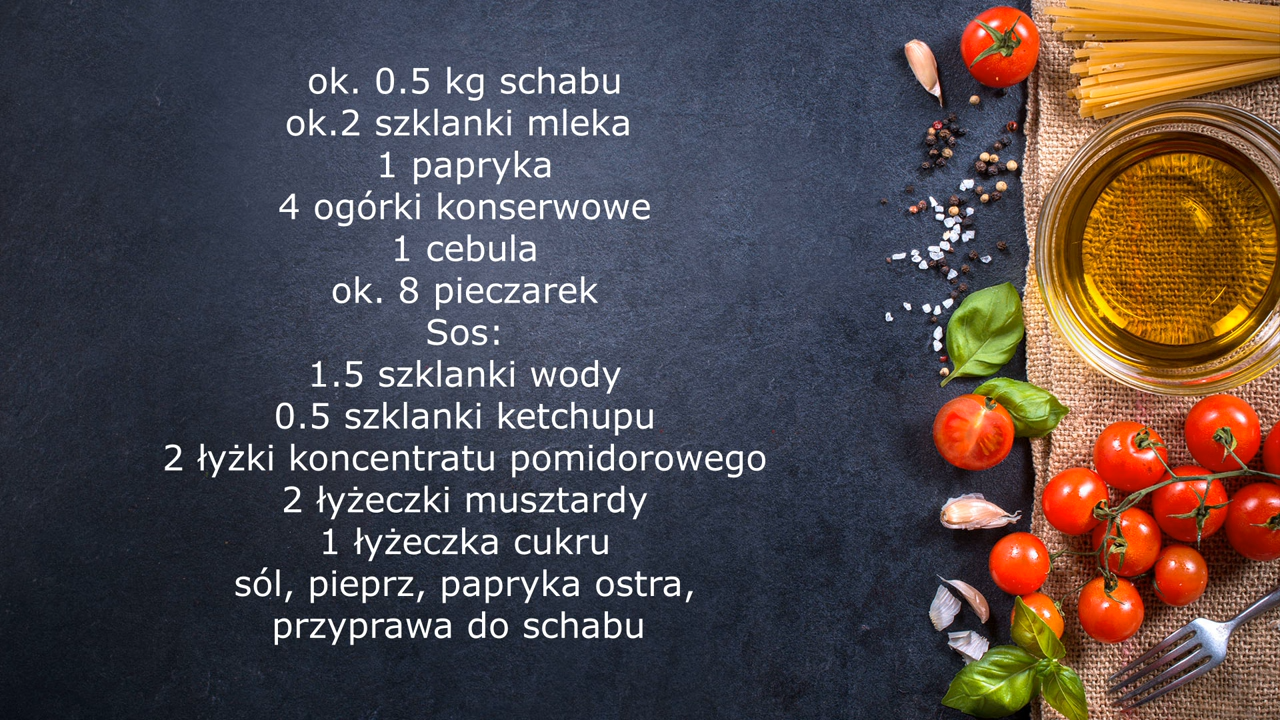 ok. 0.5 kg schabu
ok.2 szklanki mleka
1 papryka
4 ogórki konserwowe
1 cebula
ok. 8 pieczarek
Sos:
1.5 szklanki wody
0.5 szklanki ketchupu
2 łyżki koncentratu pomidorowego
2 łyżeczki musztardy
1 łyżeczka cukru
sól, pieprz, papryka ostra,
przyprawa do schabu